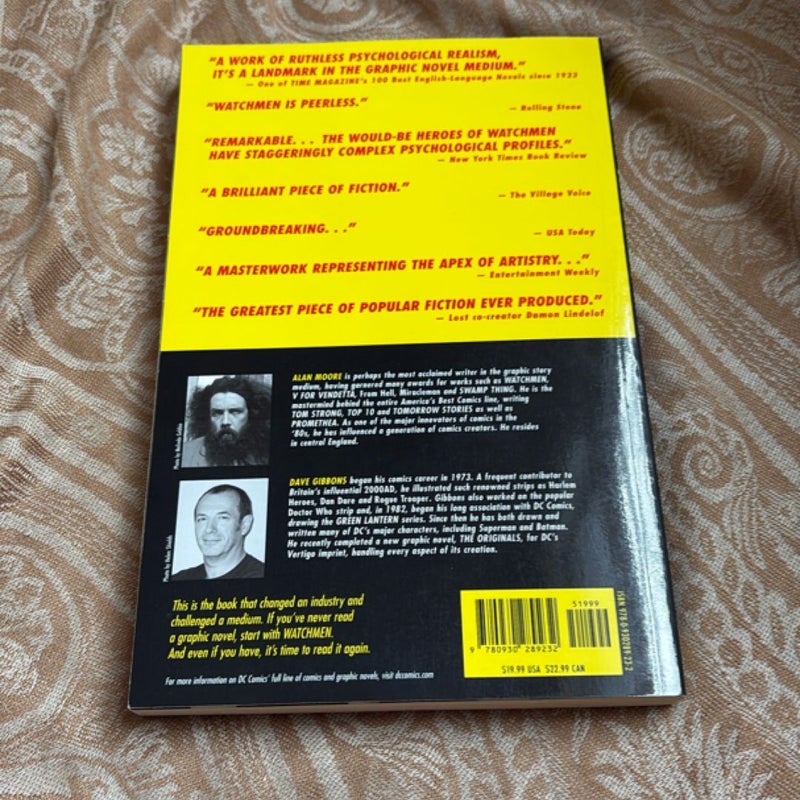 "A WORK OF RUTHLESS PSYCHOLOGICAL REALISM,
IT'S A LANDMARK IN THE GRAPHIC NOVEL MEDIUM."
— One of TIME MAGAZINE's 100 Best English-Language Novels since 1923
"WATCHMEN IS PEERLESS."
— Rolling Stone
"REMARKABLE. . . THE WOULD-BE HEROES OF WATCHMEN
HAVE STAGGERINGLY COMPLEX PSYCHOLOGICAL PROFILES."
— New York Times Book Review
"A BRILLIANT PIECE OF FICTION."
— The Village Voice
"GROUNDBREAKING. . ."
— USA Today
"A MASTERWORK REPRESENTING THE APEX OF ARTISTRY. . ."
— Entertainment Weekly
"THE GREATEST PIECE OF POPULAR FICTION EVER PRODUCED."
— Lost co-creator Damon Lindelof
ALAN MOORE is perhaps the most acclaimed writer in the graphic story
medium, having garnered many awards for works such as WATCHMEN,
V FOR VENDETTA, From Hell, Miracleman and SWAMP THING. He is the
mastermind behind the entire America's Best Comics line, writing
TOM STRONG, TOP 10 and TOMORROW STORIES as well as
PROMETHEA. As one of the major innovators of comics in the
'80s, he has influenced a generation of comics creators. He resides
in central England.
DAVE GIBBONS began his comics career in 1973. A frequent contributor to
Britain's influential 2000AD, he illustrated such renowned strips as Harlem
Heroes, Dan Dare and Rogue Trooper. Gibbons also worked on the popular
Doctor Who strip and, in 1982, began his long association with DC Comics,
drawing the GREEN LANTERN series. Since then he has both drawn and
written many of DC's major characters, including Superman and Batman.
He recently completed a new graphic novel, THE ORIGINALS, for DC's
Vertigo imprint, handling every aspect of its creation.
This is the book that changed an industry and
challenged a medium. If you've never read
a graphic novel, start with WATCHMEN.
And even if you have, it's time to read it again.
For more information on DC Comics' full line of comics and graphic novels, visit dccomics.com
51999
9 780930 289232
$19.99 USA $22.99 CAN
ISBN 978-0-930289-23-2